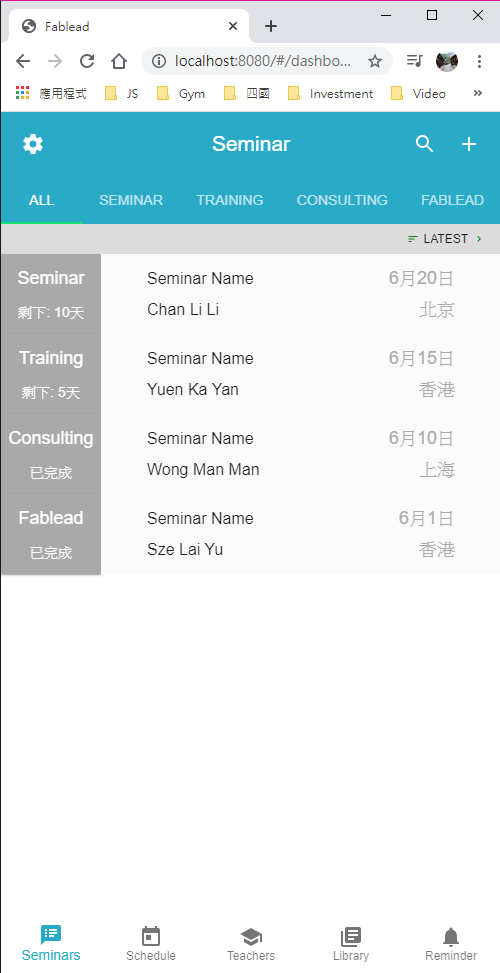 Fablead
localhost:8080/#/dashbo...
應用程式 JS Gym 四國 Investment Video »
Seminar
ALL SEMINAR TRAINING CONSULTING FABLEAD
LATEST
Seminar Seminar Name 6月20日
剩下: 10天 Chan Li Li 北京
Training Seminar Name 6月15日
剩下: 5天 Yuen Ka Yan 香港
Consulting Seminar Name 6月10日
已完成 Wong Man Man 上海
Fablead Seminar Name 6月1日
已完成 Sze Lai Yu 香港
Seminars Schedule Teachers Library Reminder